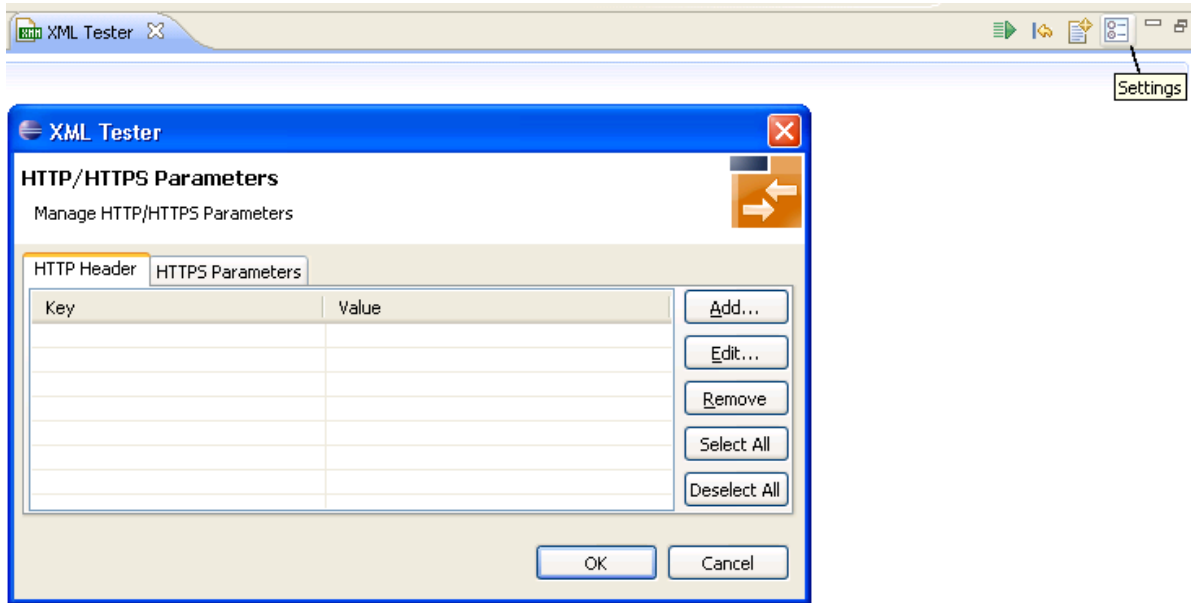 XML Tester
Settings
XML Tester
HTTP/HTTPS Parameters
Manage HTTP/HTTPS Parameters
HTTP Header HTTPS Parameters
Key Value Add...
Edit...
Remove
Select All
Deselect All
OK Cancel